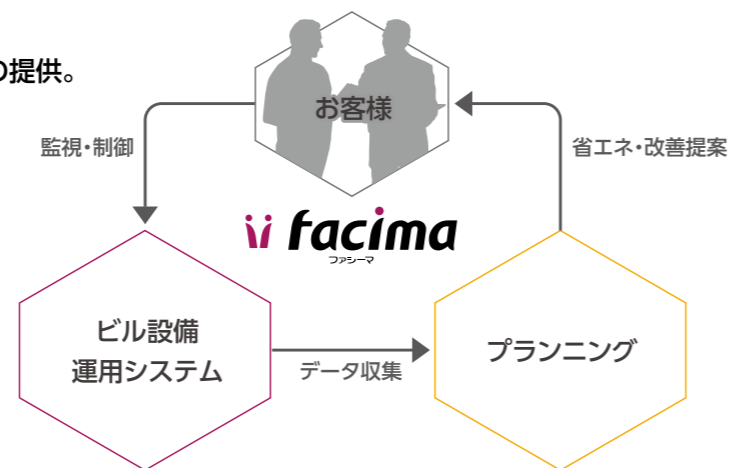 の提供。
お客様
監視・制御
省エネ・改善提案
facima
ファシーマ
ビル設備
運用システム
データ収集
プランニング